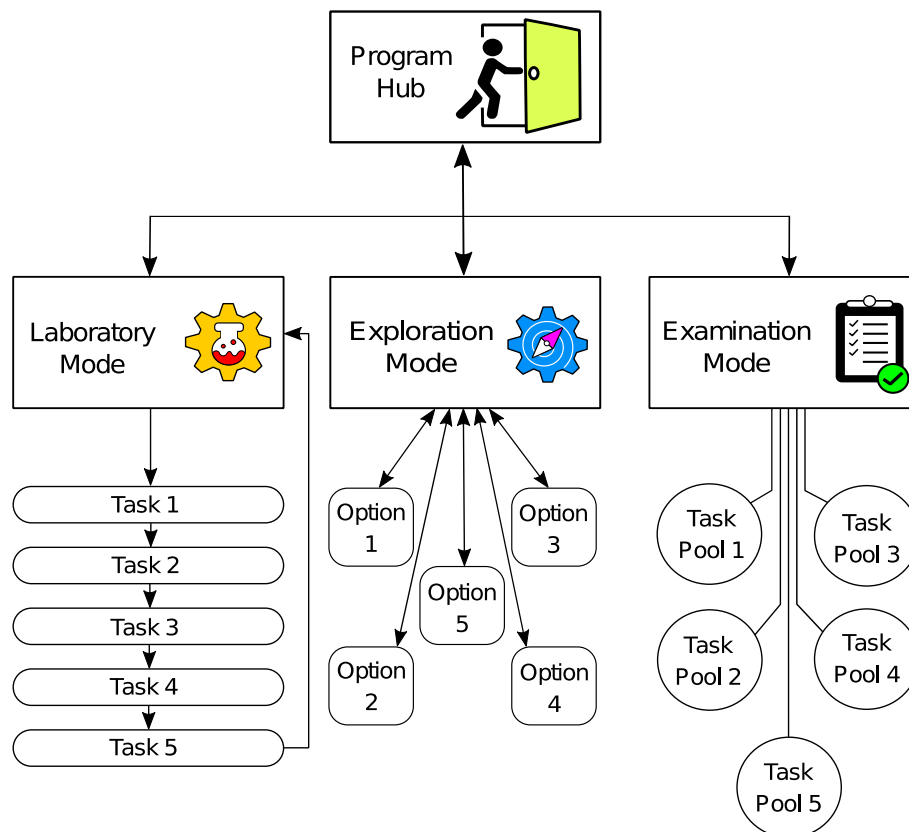 Program
Hub
Laboratory
Mode
Exploration
Mode
Examination
Mode
Task 1
Task 2
Task 3
Task 4
Task 5
Option
1
Option
3
Option
5
Option
2
Option
4
Task
Pool 1
Task
Pool 3
Task
Pool 2
Task
Pool 4
Task
Pool 5